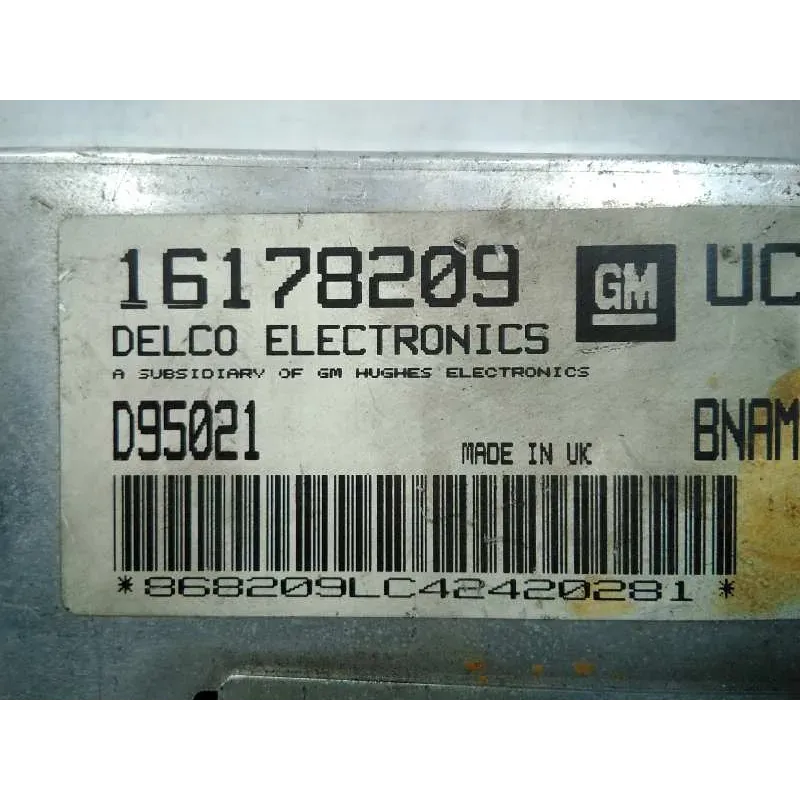 16178209 GM UC
DELCO ELECTRONICS
A SUBSIDIARY OF GM HUGHES ELECTRONICS
D95021 MADE IN UK BNAM
*868209LC42420281*